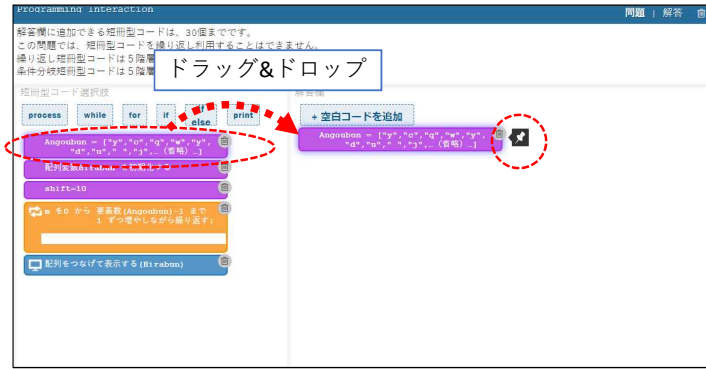 Programming Interaction
問題 | 解答
解答欄に追加できる短冊型コードは、30個までです。
この問題では、短冊型コードを繰り返し利用することはできません。
繰り返し短冊型コードは５階層
条件分岐短冊型コードは５階層
ドラッグ&ドロップ
短冊型コード選択肢
解答欄
process while for if else print
+ 空白コードを追加
Angoubun = ["y","c","q","w","y",
"d","u"," ","j",…（省略）…]
Angoubun = ["y","c","q","w","y",
"d","u"," ","j",…（省略）…]
配列変数Hirabun
shift=10
m を0 から 要素数(Angoubun)-1 まで
1 ずつ増やしながら繰り返す:
配列をつなげて表示する(Hirabun)